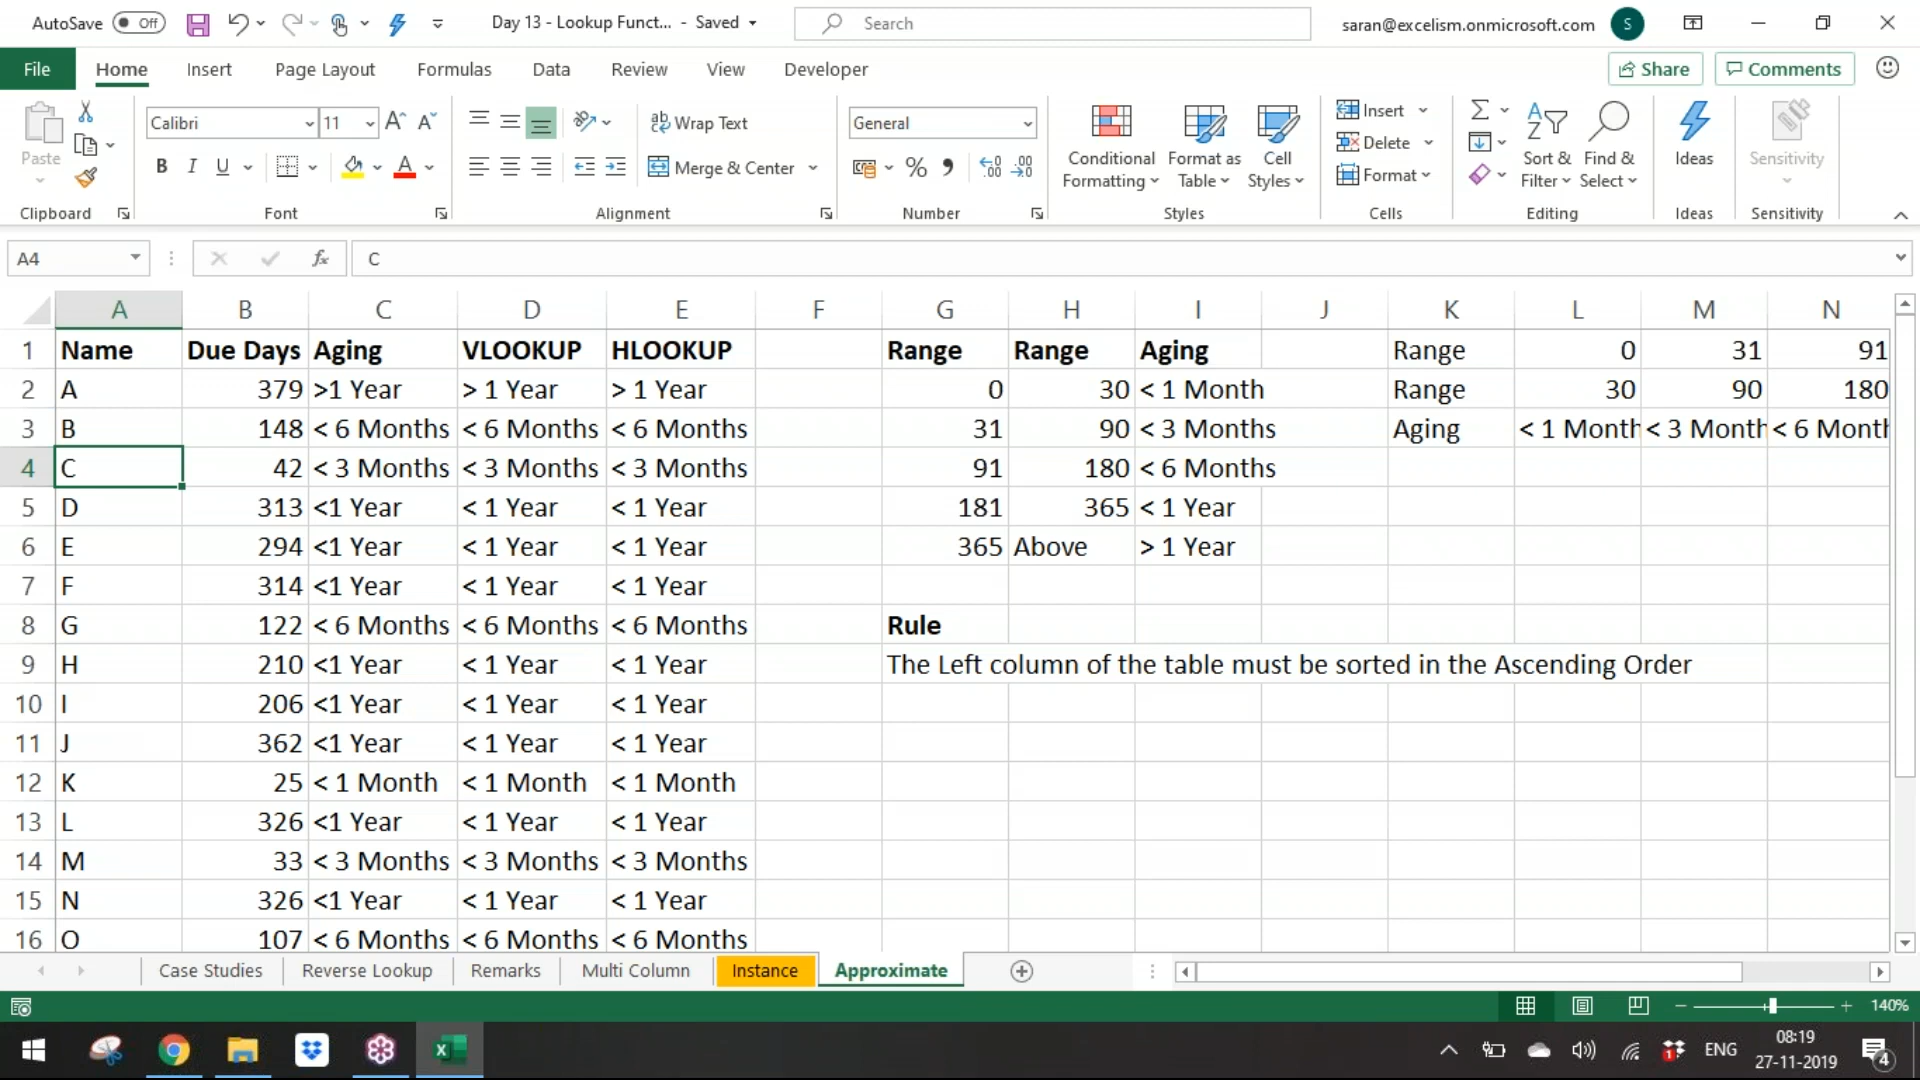 AutoSave Off Day 13 - Lookup Funct... - Saved Search saran@excelism.onmicrosoft.com S
File Home Insert Page Layout Formulas Data Review View Developer Share Comments
Paste Calibri 11 A A Wrap Text General Conditional Formatting Format as Table Cell Styles Insert Sort & Filter Find & Select Ideas Sensitivity
B I U A Merge & Center % Delete
Format
Clipboard Font Alignment Number Styles Cells Editing Ideas Sensitivity
A4 fx C
A B C D E F G H I J K L M N
1 Name Due Days Aging VLOOKUP HLOOKUP Range Range Aging Range 0 31 91
2 A 379 >1 Year > 1 Year > 1 Year 0 30 < 1 Month Range 30 90 180
3 B 148 < 6 Months < 6 Months < 6 Months 31 90 < 3 Months Aging < 1 Month < 3 Month < 6 Month
4 C 42 < 3 Months < 3 Months < 3 Months 91 180 < 6 Months
5 D 313 <1 Year < 1 Year < 1 Year 181 365 < 1 Year
6 E 294 <1 Year < 1 Year < 1 Year 365 Above > 1 Year
7 F 314 <1 Year < 1 Year < 1 Year
8 G 122 < 6 Months < 6 Months < 6 Months Rule
9 H 210 <1 Year < 1 Year < 1 Year The Left column of the table must be sorted in the Ascending Order
10 I 206 <1 Year < 1 Year < 1 Year
11 J 362 <1 Year < 1 Year < 1 Year
12 K 25 < 1 Month < 1 Month < 1 Month
13 L 326 <1 Year < 1 Year < 1 Year
14 M 33 < 3 Months < 3 Months < 3 Months
15 N 326 <1 Year < 1 Year < 1 Year
16 O 107 < 6 Months < 6 Months < 6 Months
Case Studies Reverse Lookup Remarks Multi Column Instance Approximate
140%
ENG 08:19
27-11-2019 4